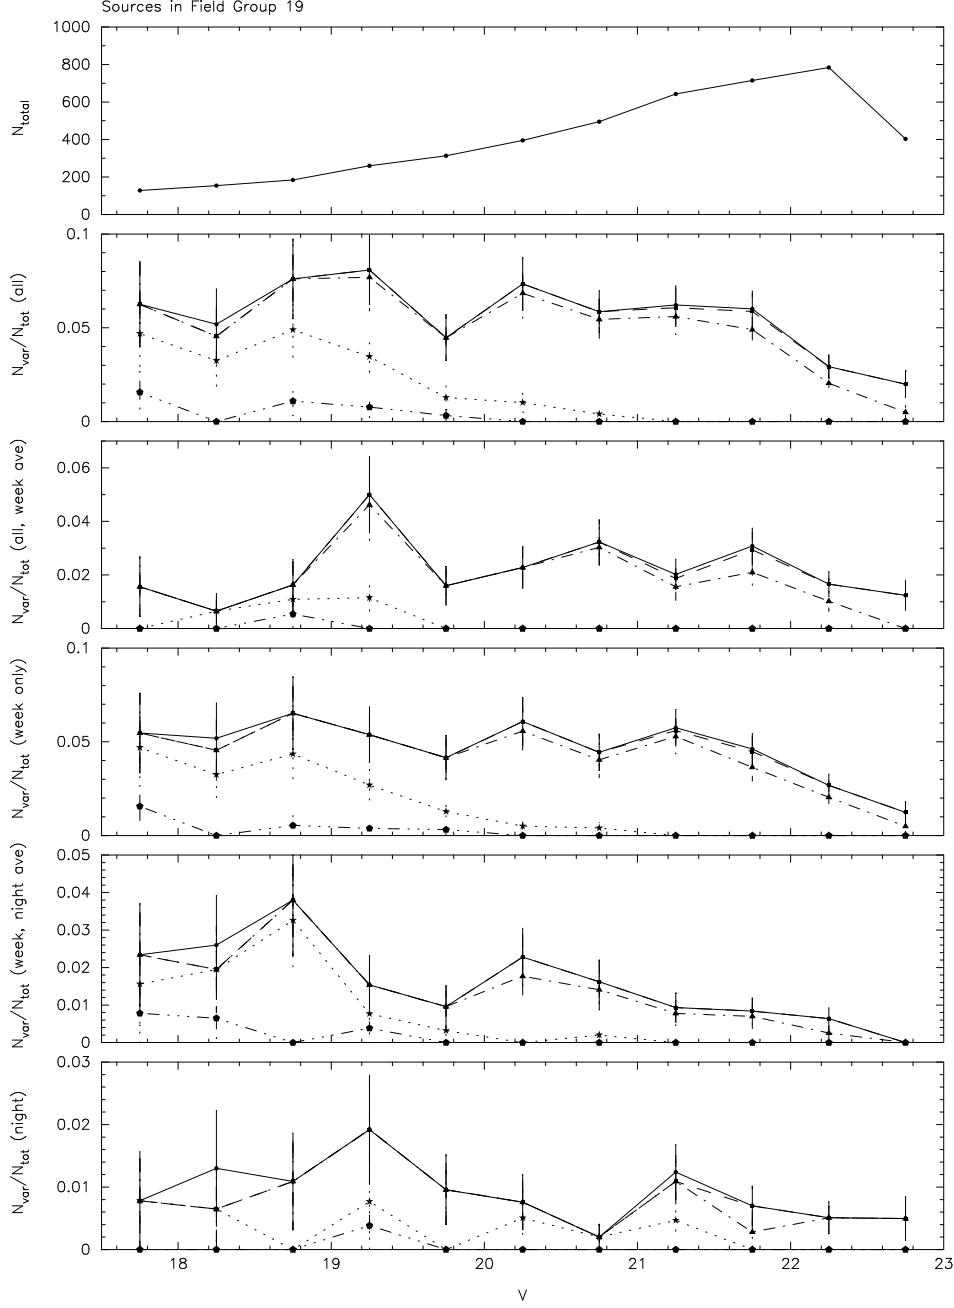 Sources in Field Group 19
1000
800
600
400
200
0
N_total
0.1
0.05
0
N_var/N_tot (all)
0.06
0.04
0.02
0
N_var/N_tot (all, week ave)
0.1
0.05
0
N_var/N_tot (week only)
0.05
0.04
0.03
0.02
0.01
0
N_var/N_tot (week, night ave)
0.03
0.02
0.01
0
N_var/N_tot (night)
18 19 20 21 22 23
V